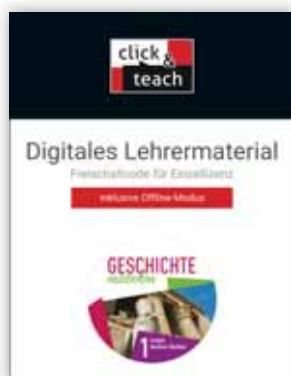 click &
teach
Digitales Lehrermaterial
Freischaltcode für Einzellizenz
inklusive Offline-Modus
GESCHICHTE
1